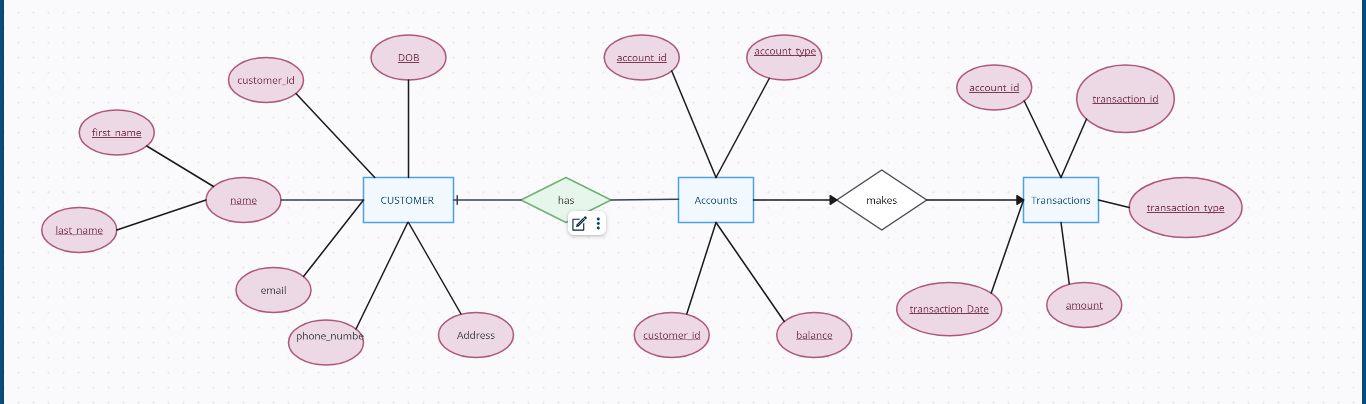 DOB
customer_id
first_name
name
last_name
CUSTOMER
email
phone_numbe
Address
has
account_id
account_type
Accounts
customer_id
balance
makes
account_id
transaction_id
Transactions
transaction_type
transaction_Date
amount